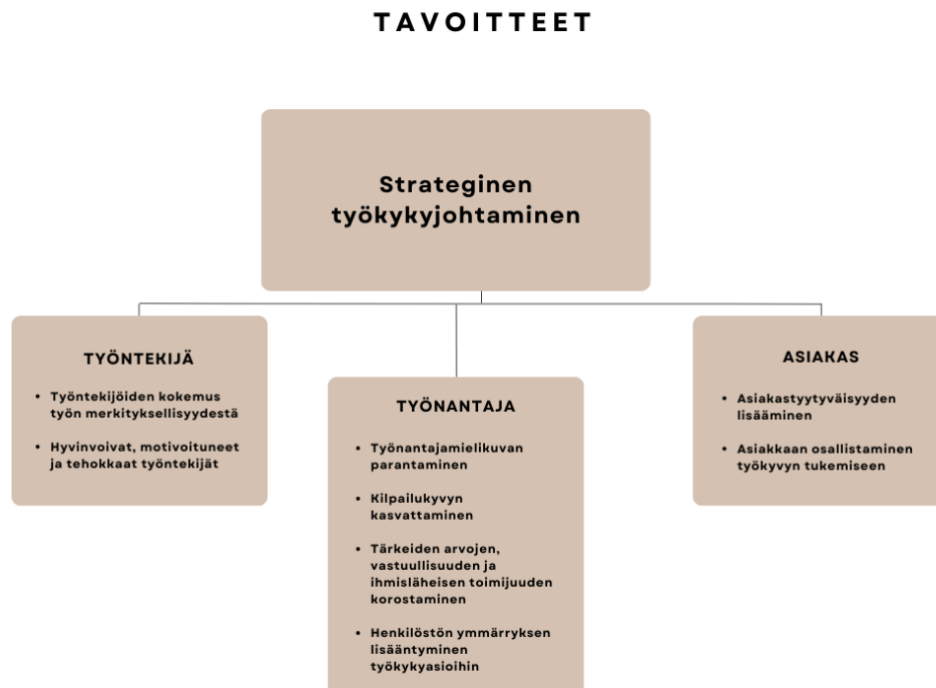 TAVOITTEET
Strateginen
työkykyjohtaminen
TYÖNTEKIJÄ
• Työntekijöiden kokemus
työn merkityksellisyydestä
• Hyvinvoivat, motivoituneet
ja tehokkaat työntekijät
TYÖNANTAJA
• Työnantajamielikuvan
parantaminen
• Kilpailukyvyn
kasvattaminen
• Tärkeiden arvojen,
vastuullisuuden ja
ihmisläheisen toimijuuden
korostaminen
• Henkilöstön ymmärryksen
lisääntyminen
työkykyasioihin
ASIAKAS
• Asiakastyytyväisyyden
lisääminen
• Asiakkaan osallistaminen
työkyvyn tukemiseen